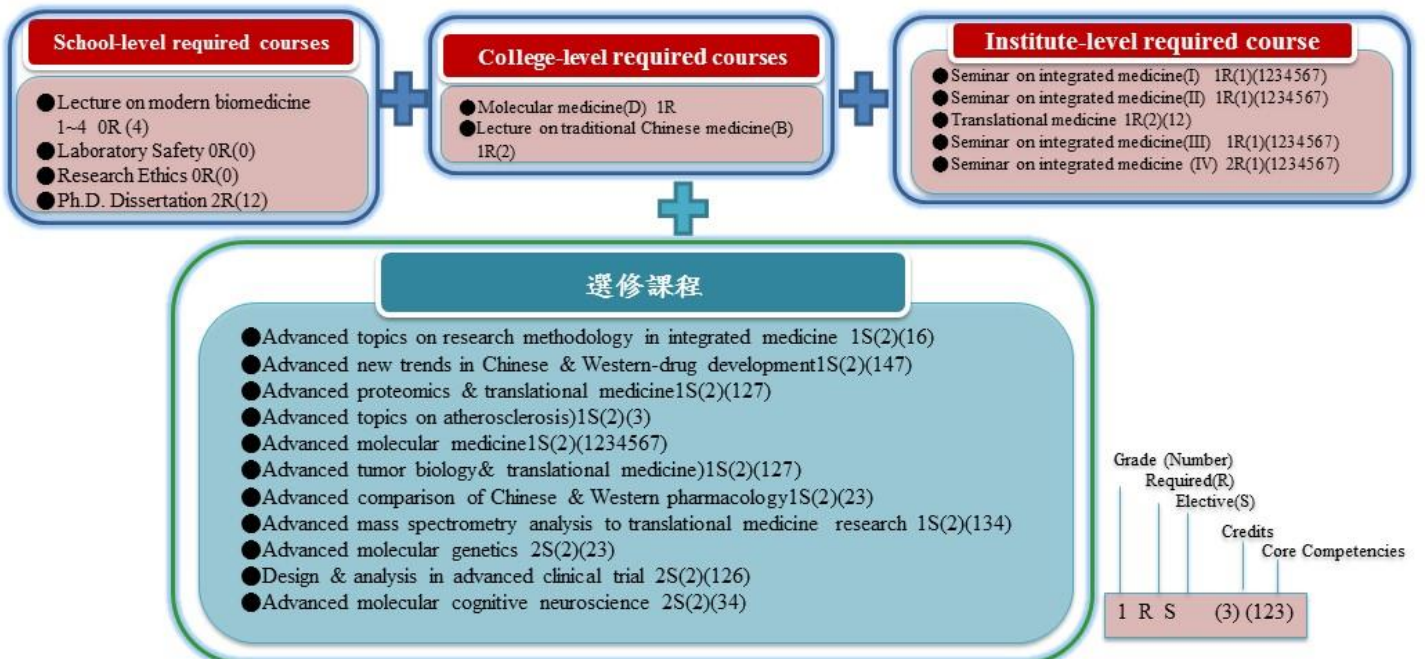 School-level required courses
●Lecture on modern biomedicine
1~4 0R (4)
●Laboratory Safety 0R(0)
●Research Ethics 0R(0)
●Ph.D. Dissertation 2R(12)
College-level required courses
●Molecular medicine(D) 1R
●Lecture on traditional Chinese medicine(B)
1R(2)
Institute-level required course
●Seminar on integrated medicine(I) 1R(1)(1234567)
●Seminar on integrated medicine(II) 1R(1)(1234567)
●Translational medicine 1R(2)(12)
●Seminar on integrated medicine(III) 1R(1)(1234567)
●Seminar on integrated medicine (IV) 2R(1)(1234567)
選修課程
●Advanced topics on research methodology in integrated medicine 1S(2)(16)
●Advanced new trends in Chinese & Western-drug development1S(2)(147)
●Advanced proteomics & translational medicine1S(2)(127)
●Advanced topics on atherosclerosis)1S(2)(3)
●Advanced molecular medicine1S(2)(1234567)
●Advanced tumor biology& translational medicine)1S(2)(127)
●Advanced comparison of Chinese & Western pharmacology1S(2)(23)
●Advanced mass spectrometry analysis to translational medicine research 1S(2)(134)
●Advanced molecular genetics 2S(2)(23)
●Design & analysis in advanced clinical trial 2S(2)(126)
●Advanced molecular cognitive neuroscience 2S(2)(34)
Grade (Number)
Required(R)
Elective(S)
Credits
Core Competencies
1 R S (3) (123)